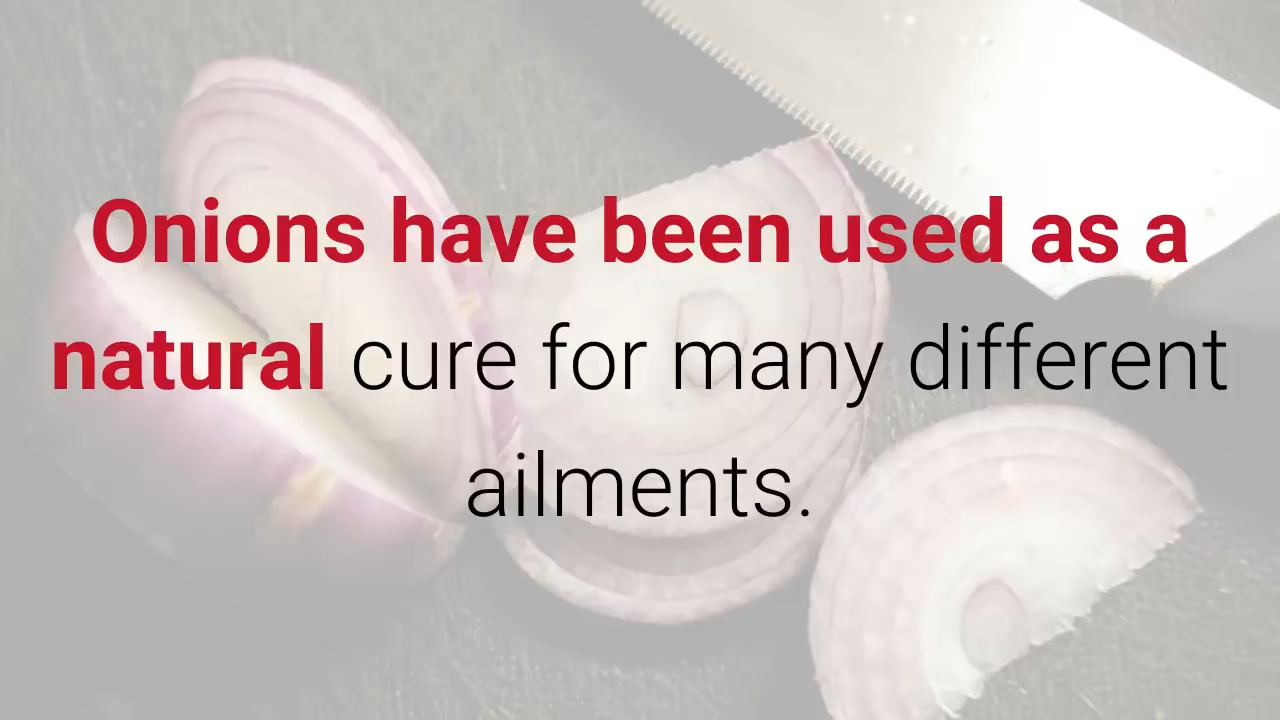 Onions have been used as a
natural cure for many different
ailments.